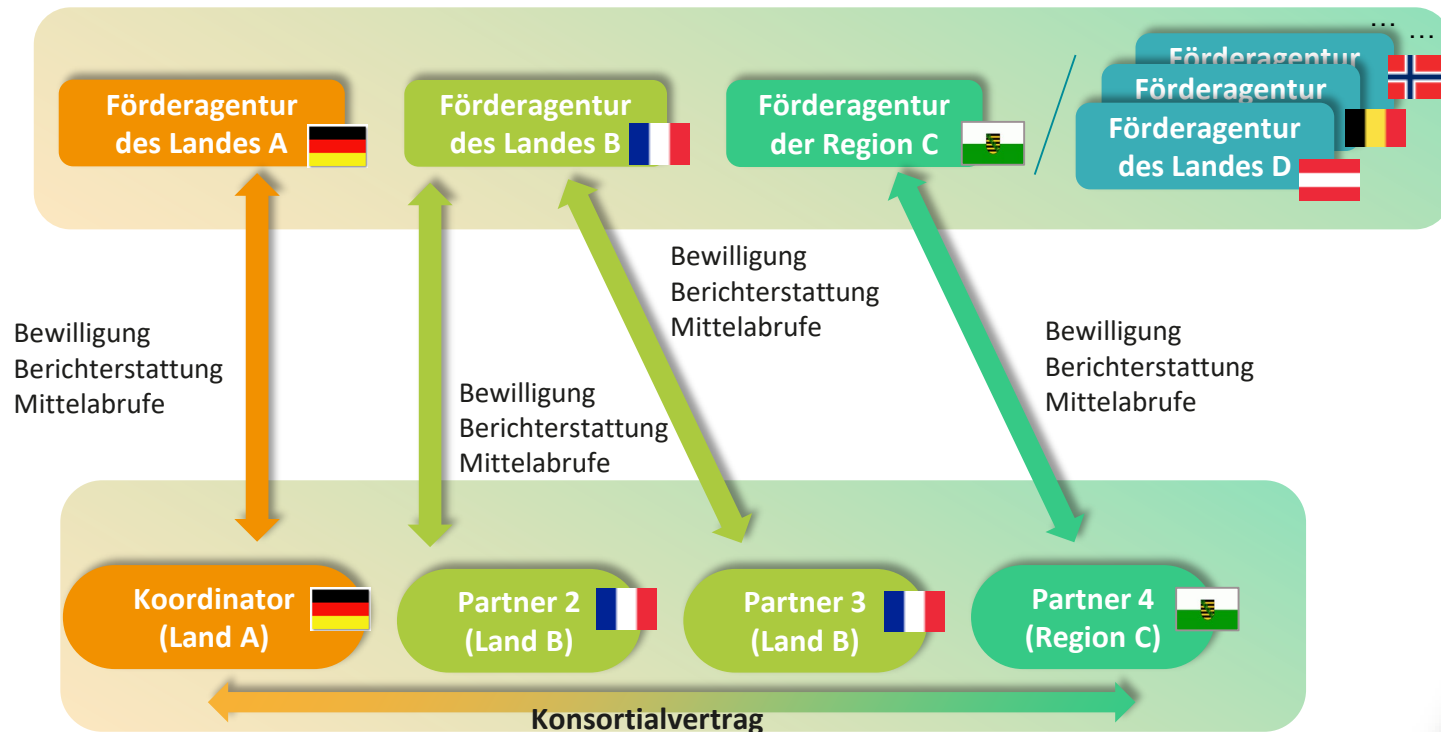 ... ...
Förderagentur
des Landes A
Förderagentur
des Landes B
Förderagentur
der Region C
/
Förderagentur
Förderagentur
Förderagentur
des Landes D
Bewilligung
Berichterstattung
Mittelabrufe
Bewilligung
Berichterstattung
Mittelabrufe
Bewilligung
Berichterstattung
Mittelabrufe
Bewilligung
Berichterstattung
Mittelabrufe
Koordinator
(Land A)
Partner 2
(Land B)
Partner 3
(Land B)
Partner 4
(Region C)
Konsortialvertrag